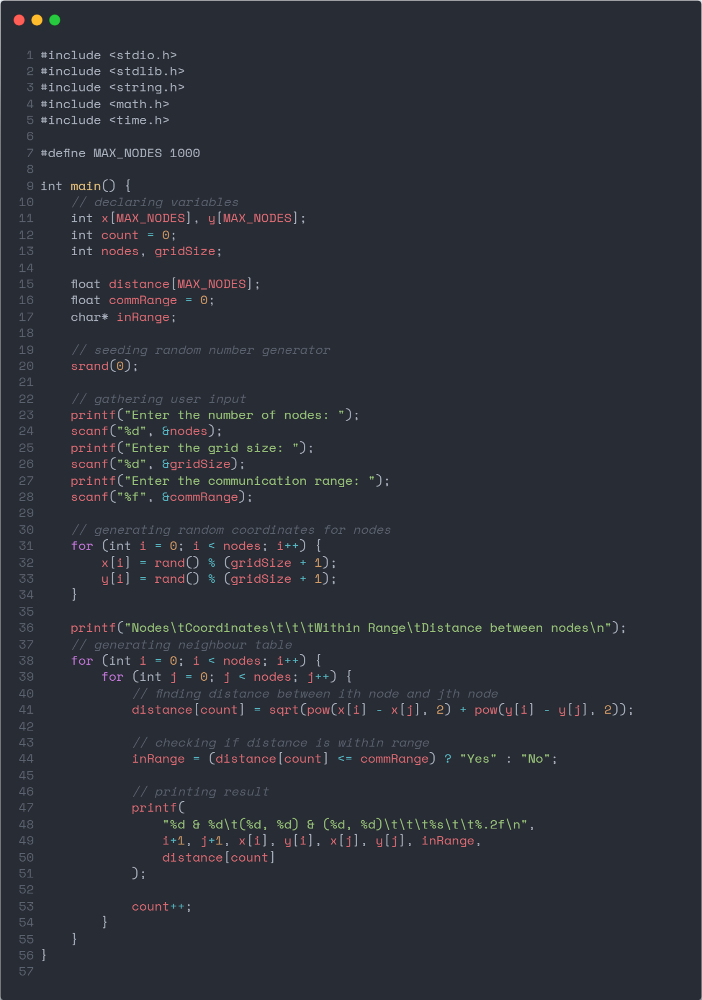 1 #include <stdio.h>
2 #include <stdlib.h>
3 #include <string.h>
4 #include <math.h>
5 #include <time.h>
6
7 #define MAX_NODES 1000
8
9 int main() {
10     // declaring variables
11     int x[MAX_NODES], y[MAX_NODES];
12     int count = 0;
13     int nodes, gridSize;
14
15     float distance[MAX_NODES];
16     float commRange = 0;
17     char* inRange;
18
19     // seeding random number generator
20     srand(0);
21
22     // gathering user input
23     printf("Enter the number of nodes: ");
24     scanf("%d", &nodes);
25     printf("Enter the grid size: ");
26     scanf("%d", &gridSize);
27     printf("Enter the communication range: ");
28     scanf("%f", &commRange);
29
30     // generating random coordinates for nodes
31     for (int i = 0; i < nodes; i++) {
32         x[i] = rand() % (gridSize + 1);
33         y[i] = rand() % (gridSize + 1);
34     }
35
36     printf("Nodes\tCoordinates\t\t\tWithin Range\tDistance between nodes\n");
37     // generating neighbour table
38     for (int i = 0; i < nodes; i++) {
39         for (int j = 0; j < nodes; j++) {
40             // finding distance between ith node and jth node
41             distance[count] = sqrt(pow(x[i] - x[j], 2) + pow(y[i] - y[j], 2));
42
43             // checking if distance is within range
44             inRange = (distance[count] <= commRange) ? "Yes" : "No";
45
46             // printing result
47             printf(
48                 "%d & %d\t(%d, %d) & (%d, %d)\t\t\t%s\t\t%.2f\n",
49                 i+1, j+1, x[i], y[i], x[j], y[j], inRange,
50                 distance[count]
51             );
52
53             count++;
54         }
55     }
56 }
57